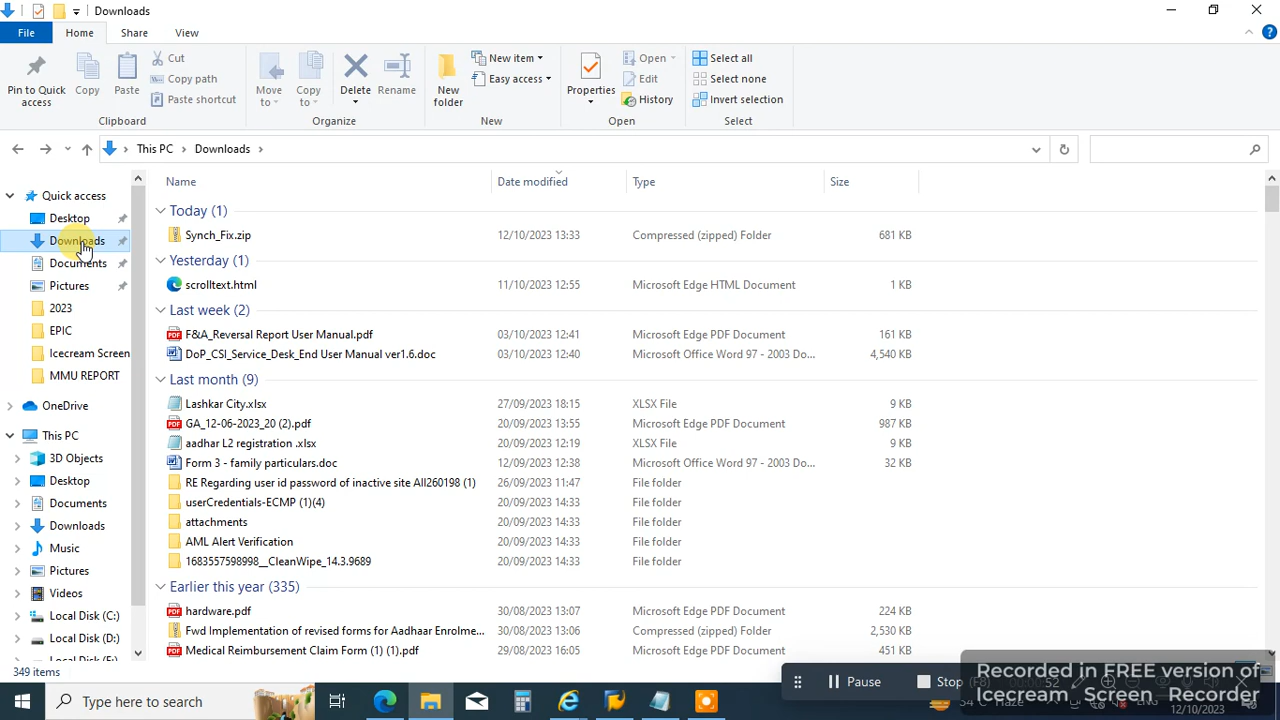 Downloads
File Home Share View
Pin to Quick access
Copy
Paste
Cut
Copy path
Paste shortcut
Clipboard
Move to
Copy to
Delete
Rename
Organize
New folder
New item
Easy access
New
Properties
Open
Edit
History
Open
Select all
Select none
Invert selection
Select
This PC Downloads
Quick access
Desktop
Downloads
Documents
Pictures
2023
EPIC
Icecream Screen
MMU REPORT
OneDrive
This PC
3D Objects
Desktop
Documents
Downloads
Music
Pictures
Videos
Local Disk (C:)
Local Disk (D:)
Name Date modified Type Size
Today (1)
Synch_Fix.zip 12/10/2023 13:33 Compressed (zipped) Folder 681 KB
Yesterday (1)
scrolltext.html 11/10/2023 12:55 Microsoft Edge HTML Document 1 KB
Last week (2)
F&A_Reversal Report User Manual.pdf 03/10/2023 12:41 Microsoft Edge PDF Document 161 KB
DoP_CSI_Service_Desk_End User Manual ver1.6.doc 03/10/2023 12:40 Microsoft Office Word 97 - 2003 Do... 4,540 KB
Last month (9)
Lashkar City.xlsx 27/09/2023 18:15 XLSX File 9 KB
GA_12-06-2023_20 (2).pdf 20/09/2023 13:55 Microsoft Edge PDF Document 987 KB
aadhar L2 registration .xlsx 20/09/2023 12:19 XLSX File 9 KB
Form 3 - family particulars.doc 12/09/2023 12:38 Microsoft Office Word 97 - 2003 Do... 32 KB
RE Regarding user id password of inactive site All260198 (1) 26/09/2023 11:47 File folder
userCredentials-ECMP (1)(4) 20/09/2023 14:33 File folder
attachments 20/09/2023 14:33 File folder
AML Alert Verification 20/09/2023 14:33 File folder
1683557598998__CleanWipe_14.3.9689 20/09/2023 14:33 File folder
Earlier this year (335)
hardware.pdf 30/08/2023 13:07 Microsoft Edge PDF Document 224 KB
Fwd Implementation of revised forms for Aadhaar Enrolme... 30/08/2023 13:06 Compressed (zipped) Folder 2,530 KB
Medical Reimbursement Claim Form (1) (1).pdf 29/08/2023 16:05 Microsoft Edge PDF Document 451 KB
349 items
Pause Stop
Recorded in FREE version of
Icecream Screen Recorder
Type here to search
12/10/2023